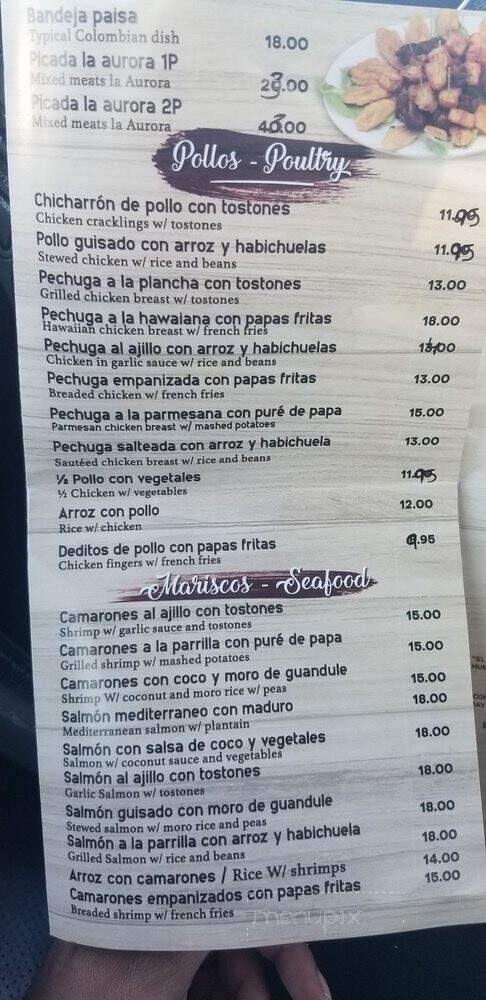 Bandeja paisa
Typical Colombian dish 18.00
Picada la aurora 1P
Mixed meats la Aurora
Picada la aurora 2P
Mixed meats la Aurora
Pollos - Poultry
Chicharrón de pollo con tostones 11.95
Chicken cracklings w/ tostones
Pollo guisado con arroz y habichuelas 11.95
Stewed chicken w/ rice and beans
Pechuga a la plancha con tostones 13.00
Grilled chicken breast w/ tostones
Pechuga a la hawaiana con papas fritas 18.00
Hawaiian chicken breast w/ french fries
Pechuga al ajillo con arroz y habichuelas
Chicken in garlic sauce w/ rice and beans
Pechuga empanizada con papas fritas 13.00
Breaded chicken w/ french fries
Pechuga a la parmesana con puré de papa 15.00
Parmesan chicken breast w/ mashed potatoes
Pechuga salteada con arroz y habichuela 13.00
Sautéed chicken breast w/ rice and beans
½ Pollo con vegetales 11.95
½ Chicken w/ vegetables
Arroz con pollo 12.00
Rice w/ chicken
Deditos de pollo con papas fritas 9.95
Chicken fingers w/ french fries
Mariscos - Seafood
Camarones al ajillo con tostones 15.00
Shrimp w/ garlic sauce and tostones
Camarones a la parrilla con puré de papa 15.00
Grilled shrimp w/ mashed potatoes
Camarones con coco y moro de guandule 15.00
Shrimp W/ coconut and moro rice w/ peas
Salmón mediterraneo con maduro 18.00
Mediterranean salmon w/ plantain
Salmón con salsa de coco y vegetales 18.00
Salmon w/ coconut sauce and vegetables
Salmón al ajillo con tostones 18.00
Garlic Salmon w/ tostones
Salmón guisado con moro de guandule 18.00
Stewed salmon w/ moro rice and peas
Salmón a la parrilla con arroz y habichuela 18.00
Grilled Salmon w/ rice and beans
Arroz con camarones / Rice W/ shrimps 14.00
Camarones empanizados con papas fritas 15.00
Breaded shrimp w/ french fries
menupix